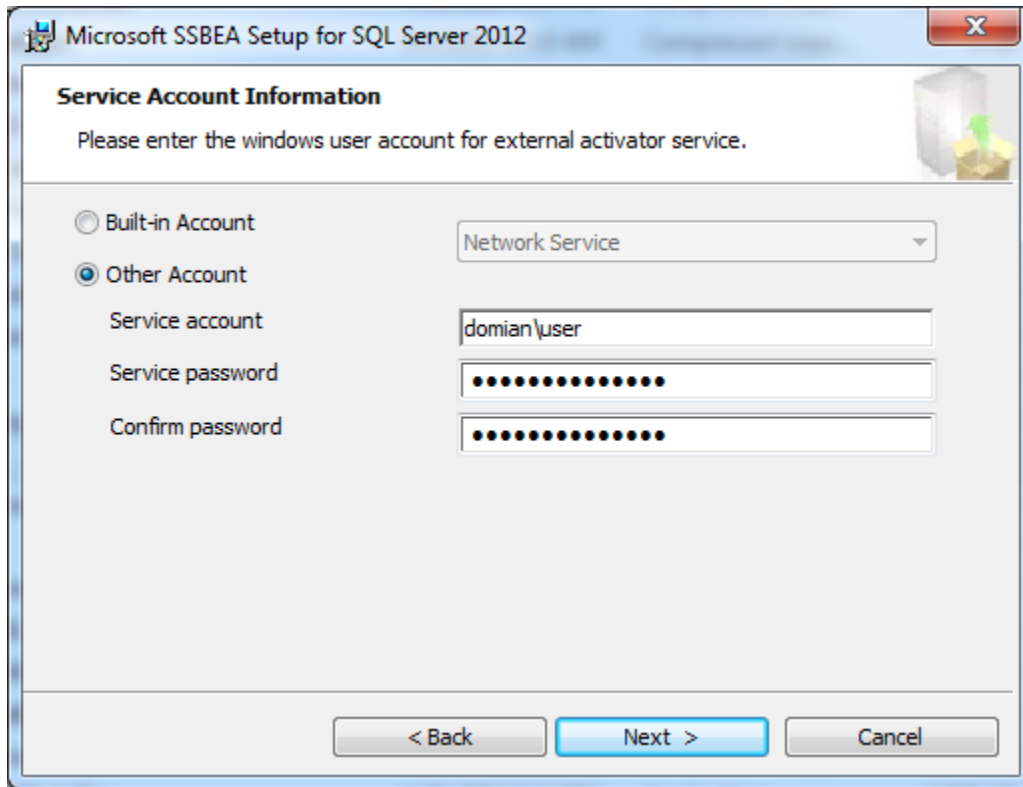 Microsoft SSBEA Setup for SQL Server 2012
Service Account Information
Please enter the windows user account for external activator service.
Built-in Account
Network Service
Other Account
Service account
domian\user
Service password
●●●●●●●●●●●●●●
Confirm password
●●●●●●●●●●●●●●
< Back
Next >
Cancel